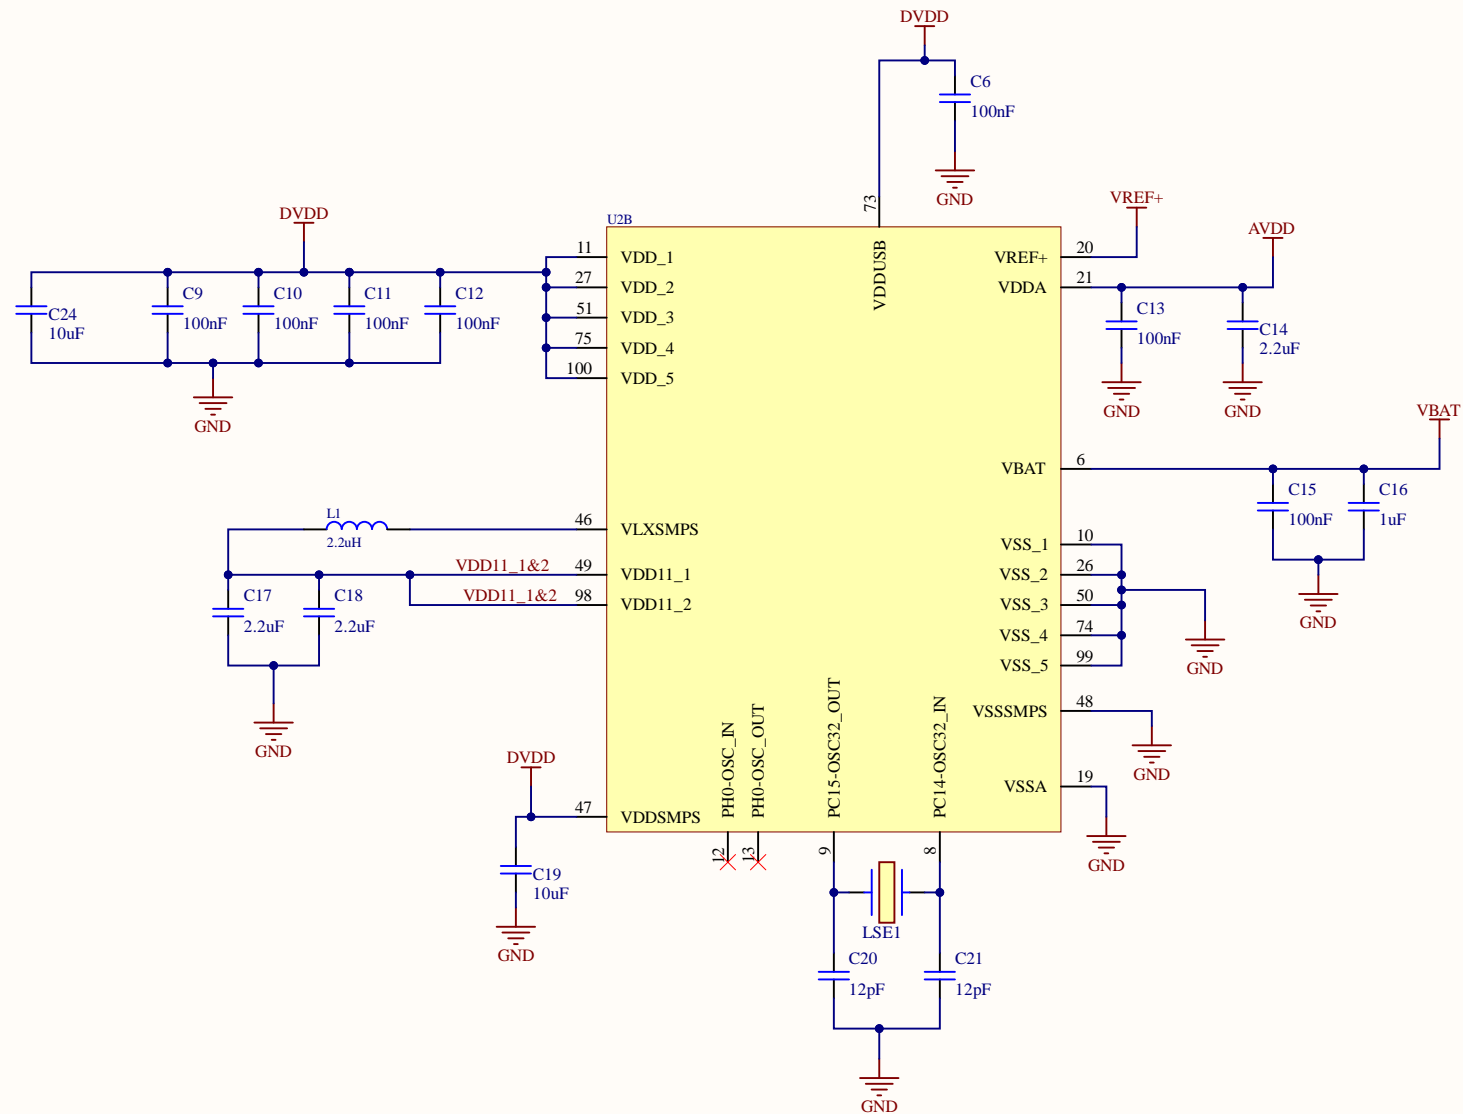 DVDD
C6
100nF
GND
73
U2B
DVDD
VREF+
AVDD
11
VDD_1
27
VDD_2
51
VDD_3
75
VDD_4
100
VDD_5
VDDUSB
VREF+
20
VDDA
21
C24
10uF
C9
100nF
C10
100nF
C11
100nF
C12
100nF
GND
C13
100nF
GND
C14
2.2uF
GND
VBAT
VBAT
6
C15
100nF
C16
1uF
GND
L1
2.2uH
46
VLXSMPS
VDD11_1&2
49
VDD11_1
VDD11_1&2
98
VDD11_2
C17
2.2uF
C18
2.2uF
GND
VSS_1
10
VSS_2
26
VSS_3
50
VSS_4
74
VSS_5
99
GND
VSSSMPS
48
GND
VSSA
19
GND
DVDD
47
VDDSMPS
C19
10uF
GND
PH0-OSC_IN
PH0-OSC_OUT
PC15-OSC32_OUT
PC14-OSC32_IN
12
13
9
8
LSE1
C20
12pF
C21
12pF
GND